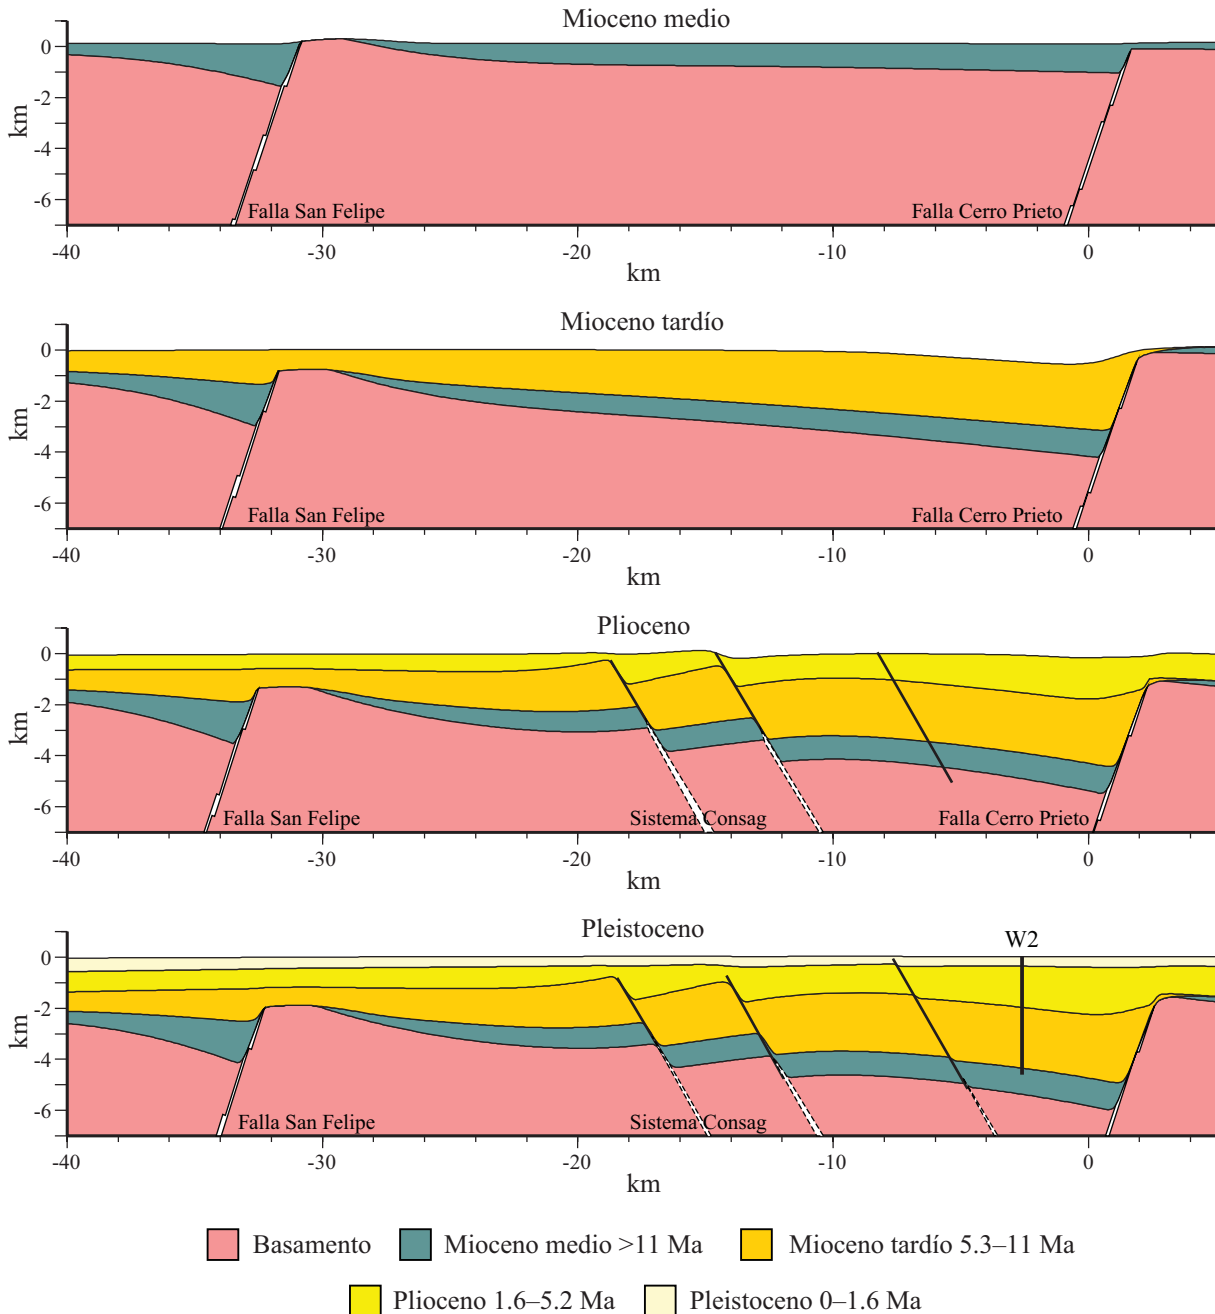 Mioceno medio
0
-2
-4
-6
km
Falla San Felipe
Falla Cerro Prieto
-40
-30
-20
-10
0
km
Mioceno tardío
0
-2
-4
-6
km
Falla San Felipe
Falla Cerro Prieto
-40
-30
-20
-10
0
km
Plioceno
0
-2
-4
-6
km
Falla San Felipe
Sistema Consag
Falla Cerro Prieto
-40
-30
-20
-10
0
km
Pleistoceno
W2
0
-2
-4
-6
km
Falla San Felipe
Sistema Consag
-40
-30
-20
-10
0
km
Basamento
Mioceno medio >11 Ma
Mioceno tardío 5.3–11 Ma
Plioceno 1.6–5.2 Ma
Pleistoceno 0–1.6 Ma